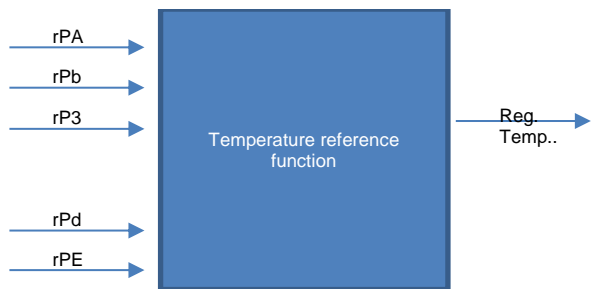 rPA
rPb
rP3
Temperature reference
function
Reg.
Temp..
rPd
rPE